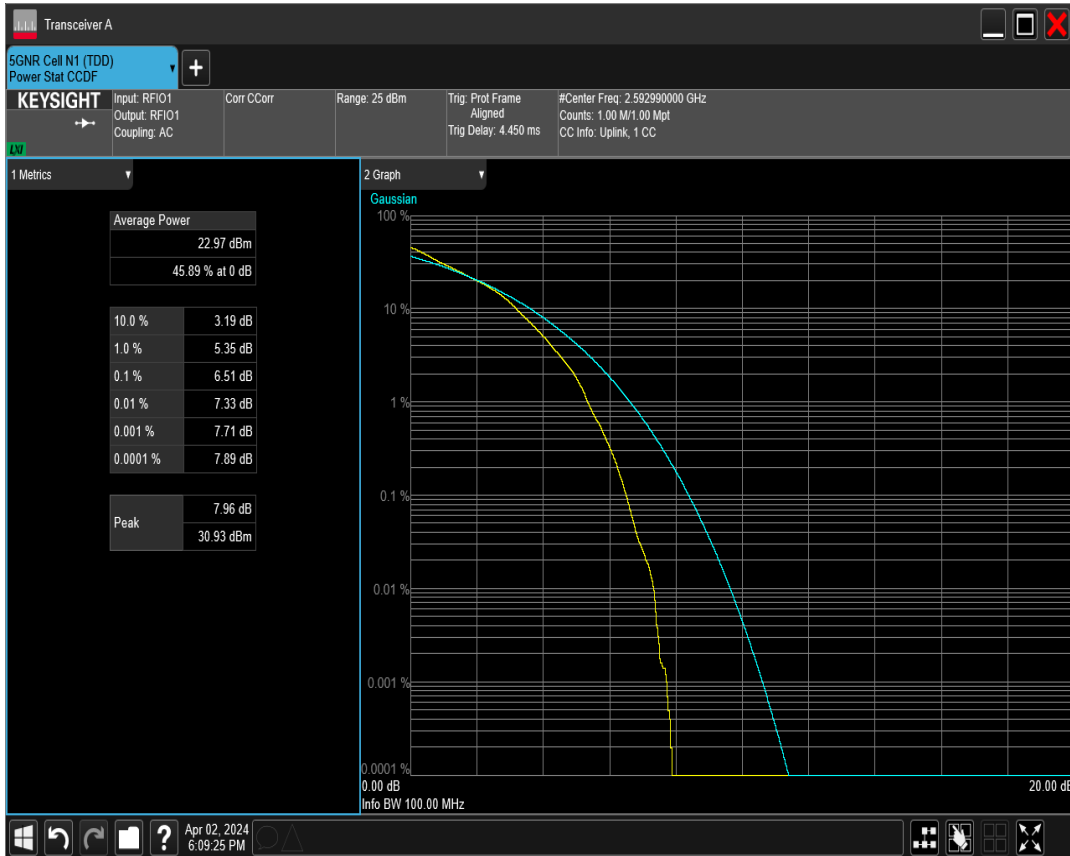 Transceiver A
5GNR Cell N1 (TDD)
Power Stat CCDF
+
KEYSIGHT
LXI
Input: RFIO1
Output: RFIO1
Coupling: AC
Corr CCorr
Range: 25 dBm
Trig: Prot Frame
Aligned
Trig Delay: 4.450 ms
#Center Freq: 2.592990000 GHz
Counts: 1.00 M/1.00 Mpt
CC Info: Uplink, 1 CC
1 Metrics
Average Power
22.97 dBm
45.89 % at 0 dB
10.0 % 3.19 dB
1.0 % 5.35 dB
0.1 % 6.51 dB
0.01 % 7.33 dB
0.001 % 7.71 dB
0.0001 % 7.89 dB
Peak
7.96 dB
30.93 dBm
2 Graph
Gaussian
100 %
10 %
1 %
0.1 %
0.01 %
0.001 %
0.0001 %
0.00 dB 20.00 dB
Info BW 100.00 MHz
?
Apr 02, 2024
6:09:25 PM